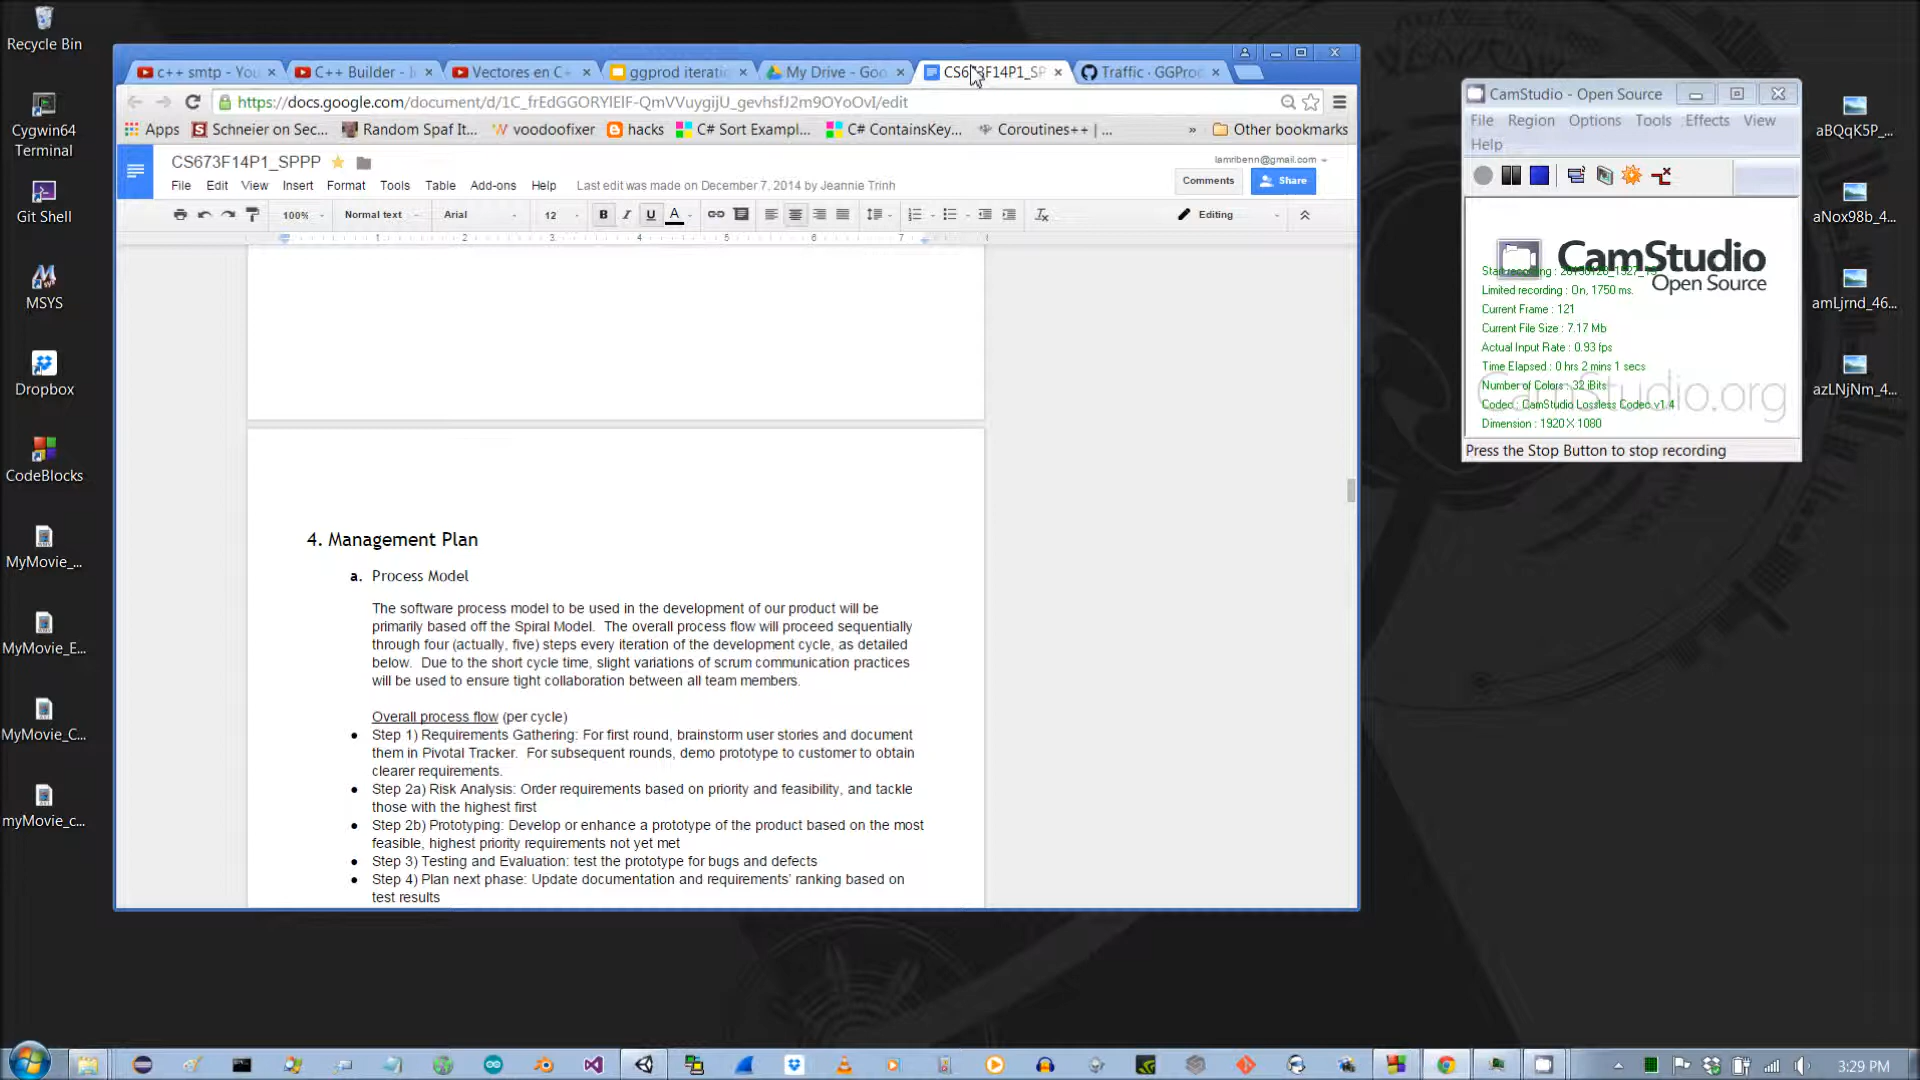 Recycle Bin
Cygwin64
Terminal
Git Shell
MSYS
Dropbox
CodeBlocks
MyMovie_...
MyMovie_E...
MyMovie_C...
myMovie_c...
c++ smtp - You
C++ Builder - I
Vectores en C+
ggprod iteratio
My Drive - Goo
CS673F14P1_SP
Traffic · GGProd
https://docs.google.com/document/d/1C_frEdGGORYlElF-QmVVuygijU_gevhsfJ2m9OYoOvI/edit
Apps
Schneier on Sec...
Random Spaf It...
voodoofixer
hacks
C# Sort Exampl...
C# ContainsKey...
Coroutines++ | ...
»
Other bookmarks
CS673F14P1_SPPP
lamribenn@gmail.com
File Edit View Insert Format Tools Table Add-ons Help
Last edit was made on December 7, 2014 by Jeannie Trinh
Comments
Share
100%
Normal text
Arial
12
B I U A
Editing
1 2 3 4 5 6 7
4. Management Plan
a. Process Model
The software process model to be used in the development of our product will be
primarily based off the Spiral Model. The overall process flow will proceed sequentially
through four (actually, five) steps every iteration of the development cycle, as detailed
below. Due to the short cycle time, slight variations of scrum communication practices
will be used to ensure tight collaboration between all team members.
Overall process flow (per cycle)
● Step 1) Requirements Gathering: For first round, brainstorm user stories and document
them in Pivotal Tracker. For subsequent rounds, demo prototype to customer to obtain
clearer requirements.
● Step 2a) Risk Analysis: Order requirements based on priority and feasibility, and tackle
those with the highest first
● Step 2b) Prototyping: Develop or enhance a prototype of the product based on the most
feasible, highest priority requirements not yet met
● Step 3) Testing and Evaluation: test the prototype for bugs and defects
● Step 4) Plan next phase: Update documentation and requirements' ranking based on
test results
CamStudio - Open Source
File Region Options Tools Effects View
Help
CamStudio
Open Source
Start recording :
Limited recording : On, 1750 ms.
Current Frame : 121
Current File Size : 7.17 Mb
Actual Input Rate : 0.93 fps
Time Elapsed : 0 hrs 2 mins 1 secs
Number of Colors : 32 iBits
Codec : CamStudio Lossless Codec v1.4
Dimension : 1920 X 1080
CamStudio.org
Press the Stop Button to stop recording
aBQqK5P_...
aNox98b_4...
amLjrnd_46...
azLNjNm_4...
3:29 PM